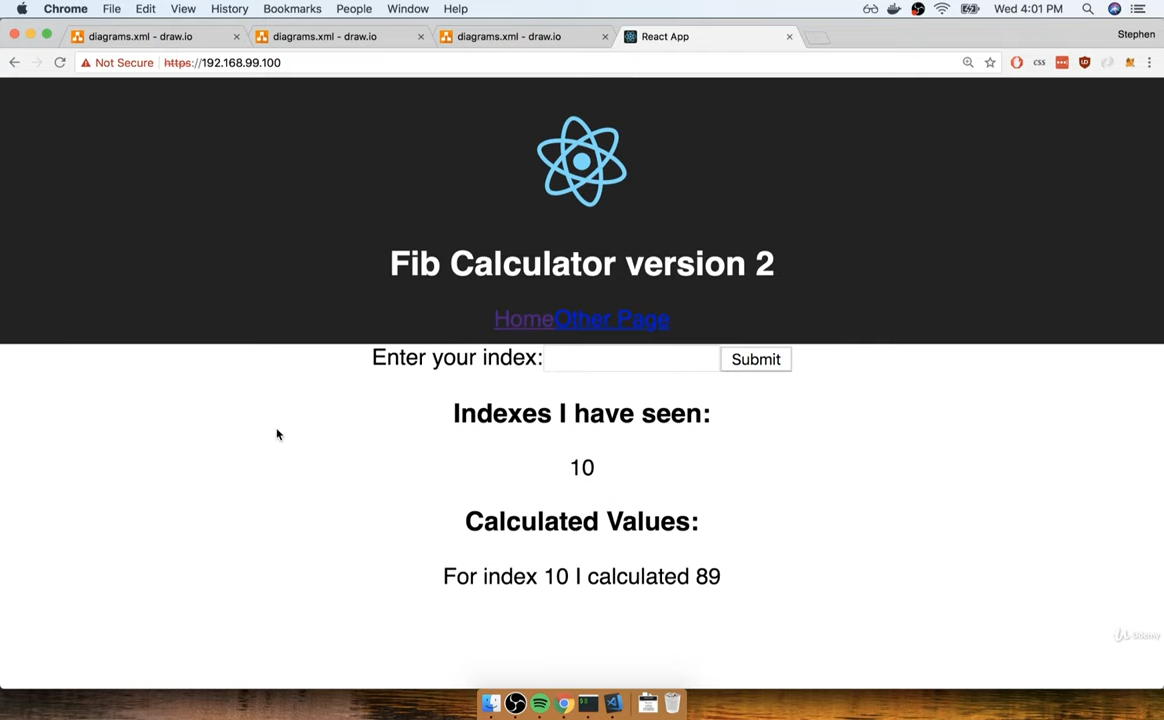 Chrome File Edit View History Bookmarks People Window Help Wed 4:01 PM
diagrams.xml - draw.io diagrams.xml - draw.io diagrams.xml - draw.io React App Stephen
Not Secure https://192.168.99.100 css
Fib Calculator version 2
HomeOther Page
Enter your index: Submit
Indexes I have seen:
10
Calculated Values:
For index 10 I calculated 89
Udemy